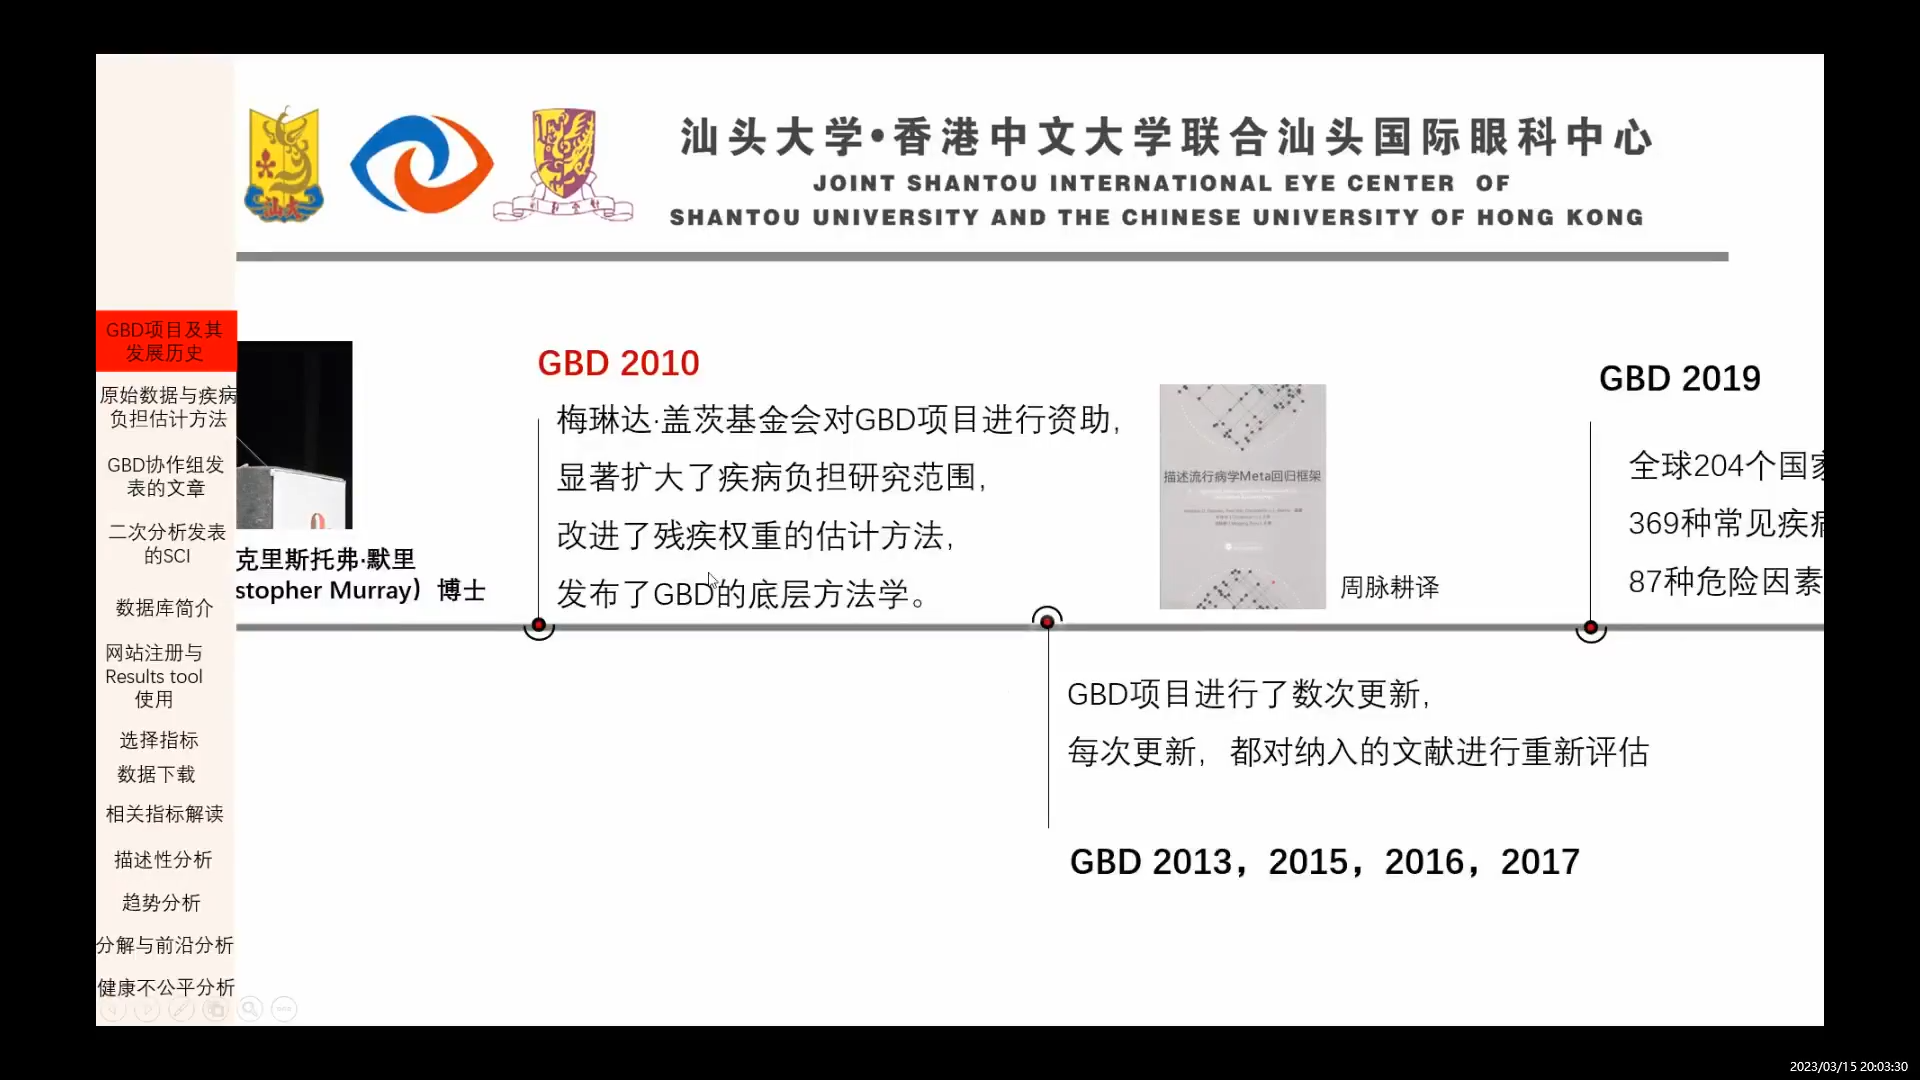 汕头大学•香港中文大学联合汕头国际眼科中心
JOINT SHANTOU INTERNATIONAL EYE CENTER OF
SHANTOU UNIVERSITY AND THE CHINESE UNIVERSITY OF HONG KONG
GBD项目及其
发展历史
原始数据与疾病
负担估计方法
GBD协作组发
表的文章
二次分析发表
的SCI
数据库简介
网站注册与
Results tool
使用
选择指标
数据下载
相关指标解读
描述性分析
趋势分析
分解与前沿分析
健康不公平分析
克里斯托弗·默里
stopher Murray）博士
GBD 2010
梅琳达·盖茨基金会对GBD项目进行资助，
显著扩大了疾病负担研究范围，
改进了残疾权重的估计方法，
发布了GBD的底层方法学。
描述流行病学Meta回归框架
周脉耕译
GBD项目进行了数次更新，
每次更新，都对纳入的文献进行重新评估
GBD 2013，2015，2016，2017
GBD 2019
全球204个国家
369种常见疾病
87种危险因素
2023/03/15 20:03:30